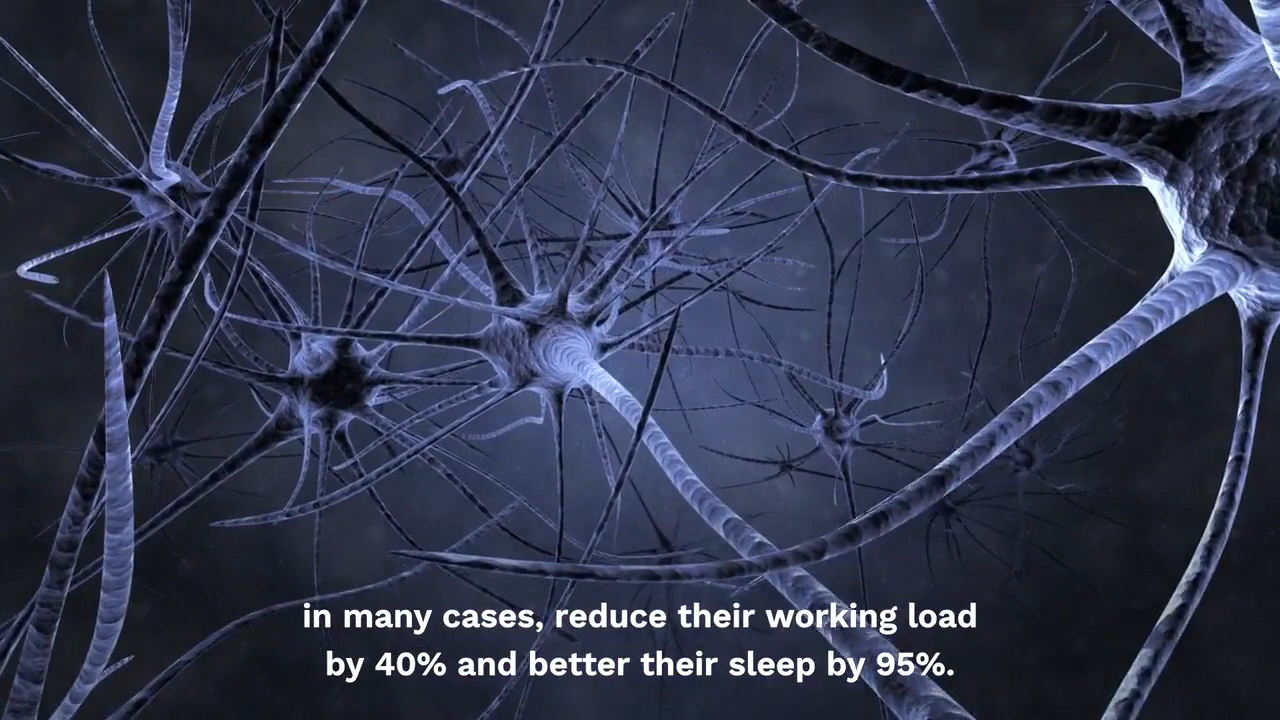 in many cases, reduce their working load
by 40% and better their sleep by 95%.